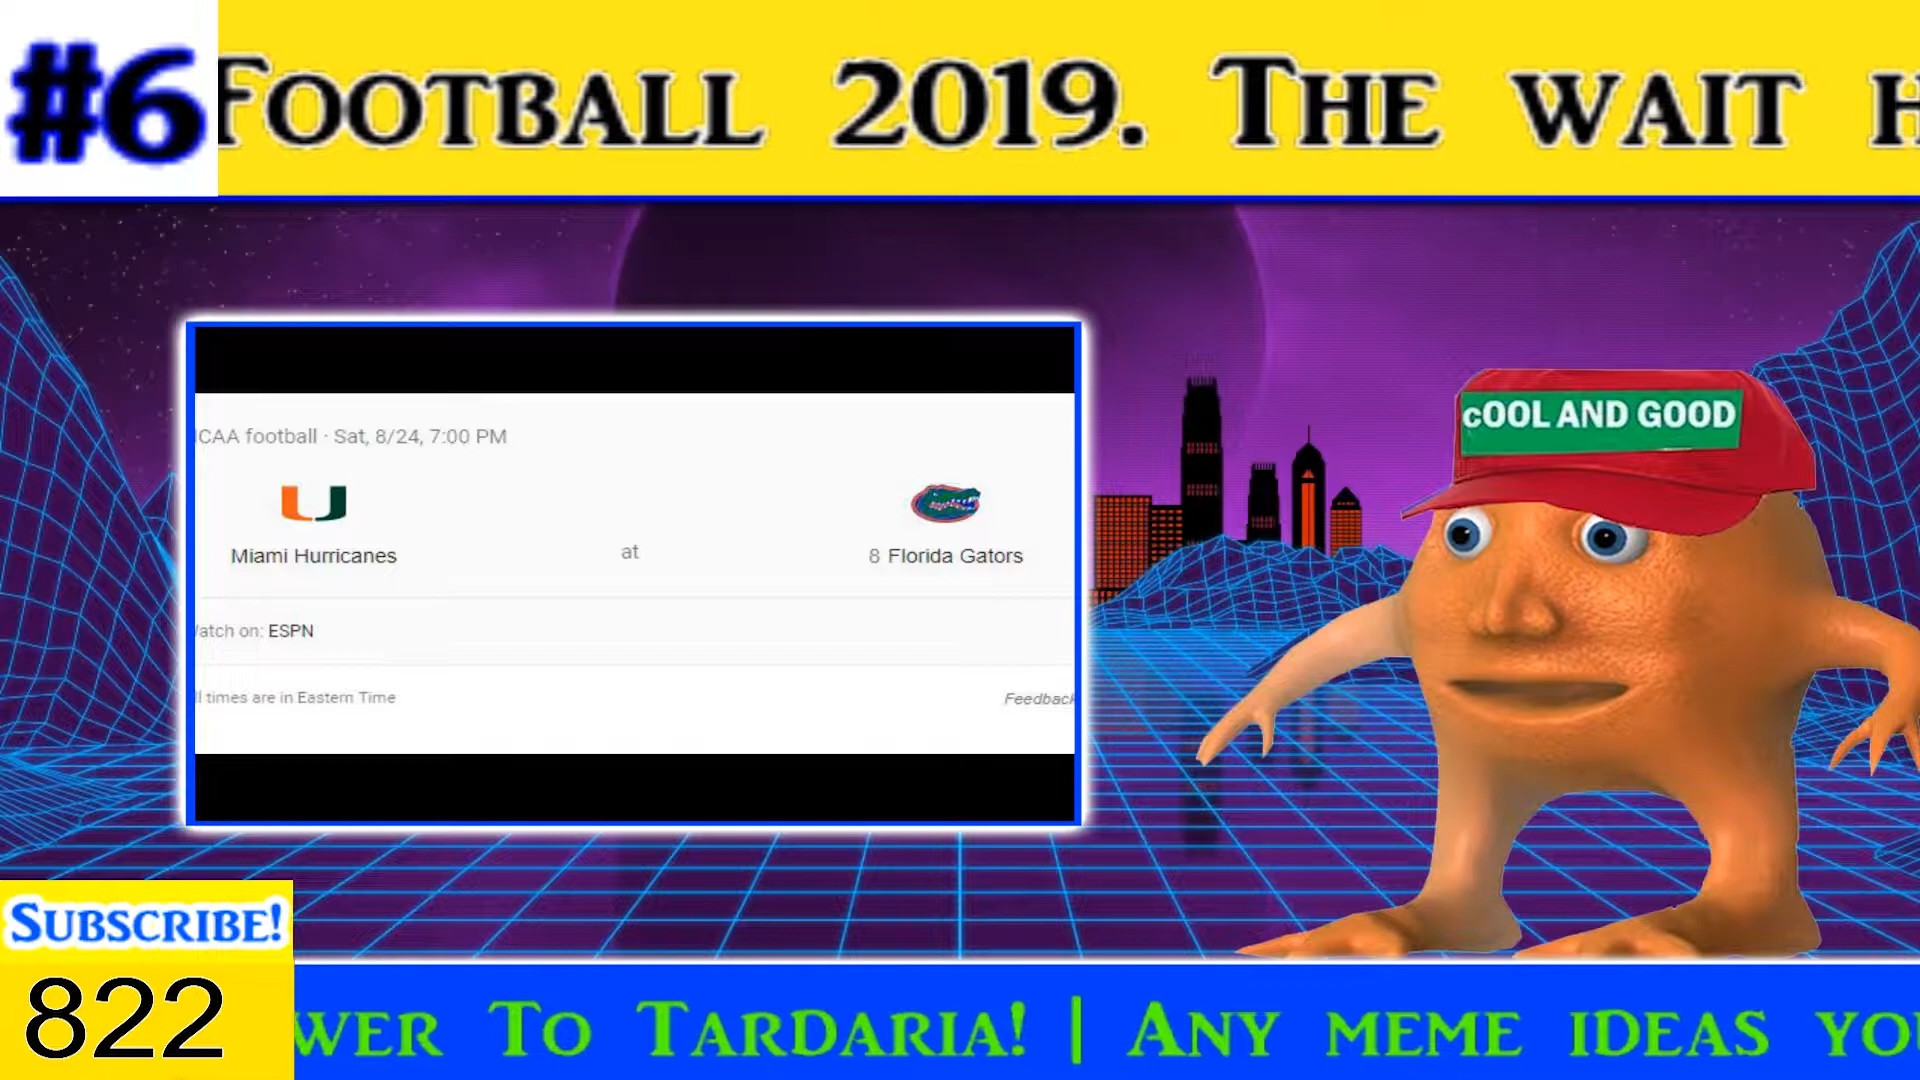 #6
Football 2019. The wait h
cOOL AND GOOD
CAA football · Sat, 8/24, 7:00 PM
Miami Hurricanes
at
8 Florida Gators
atch on: ESPN
l times are in Eastern Time
Feedback
Subscribe!
822
wer To Tardaria! | Any meme ideas yo